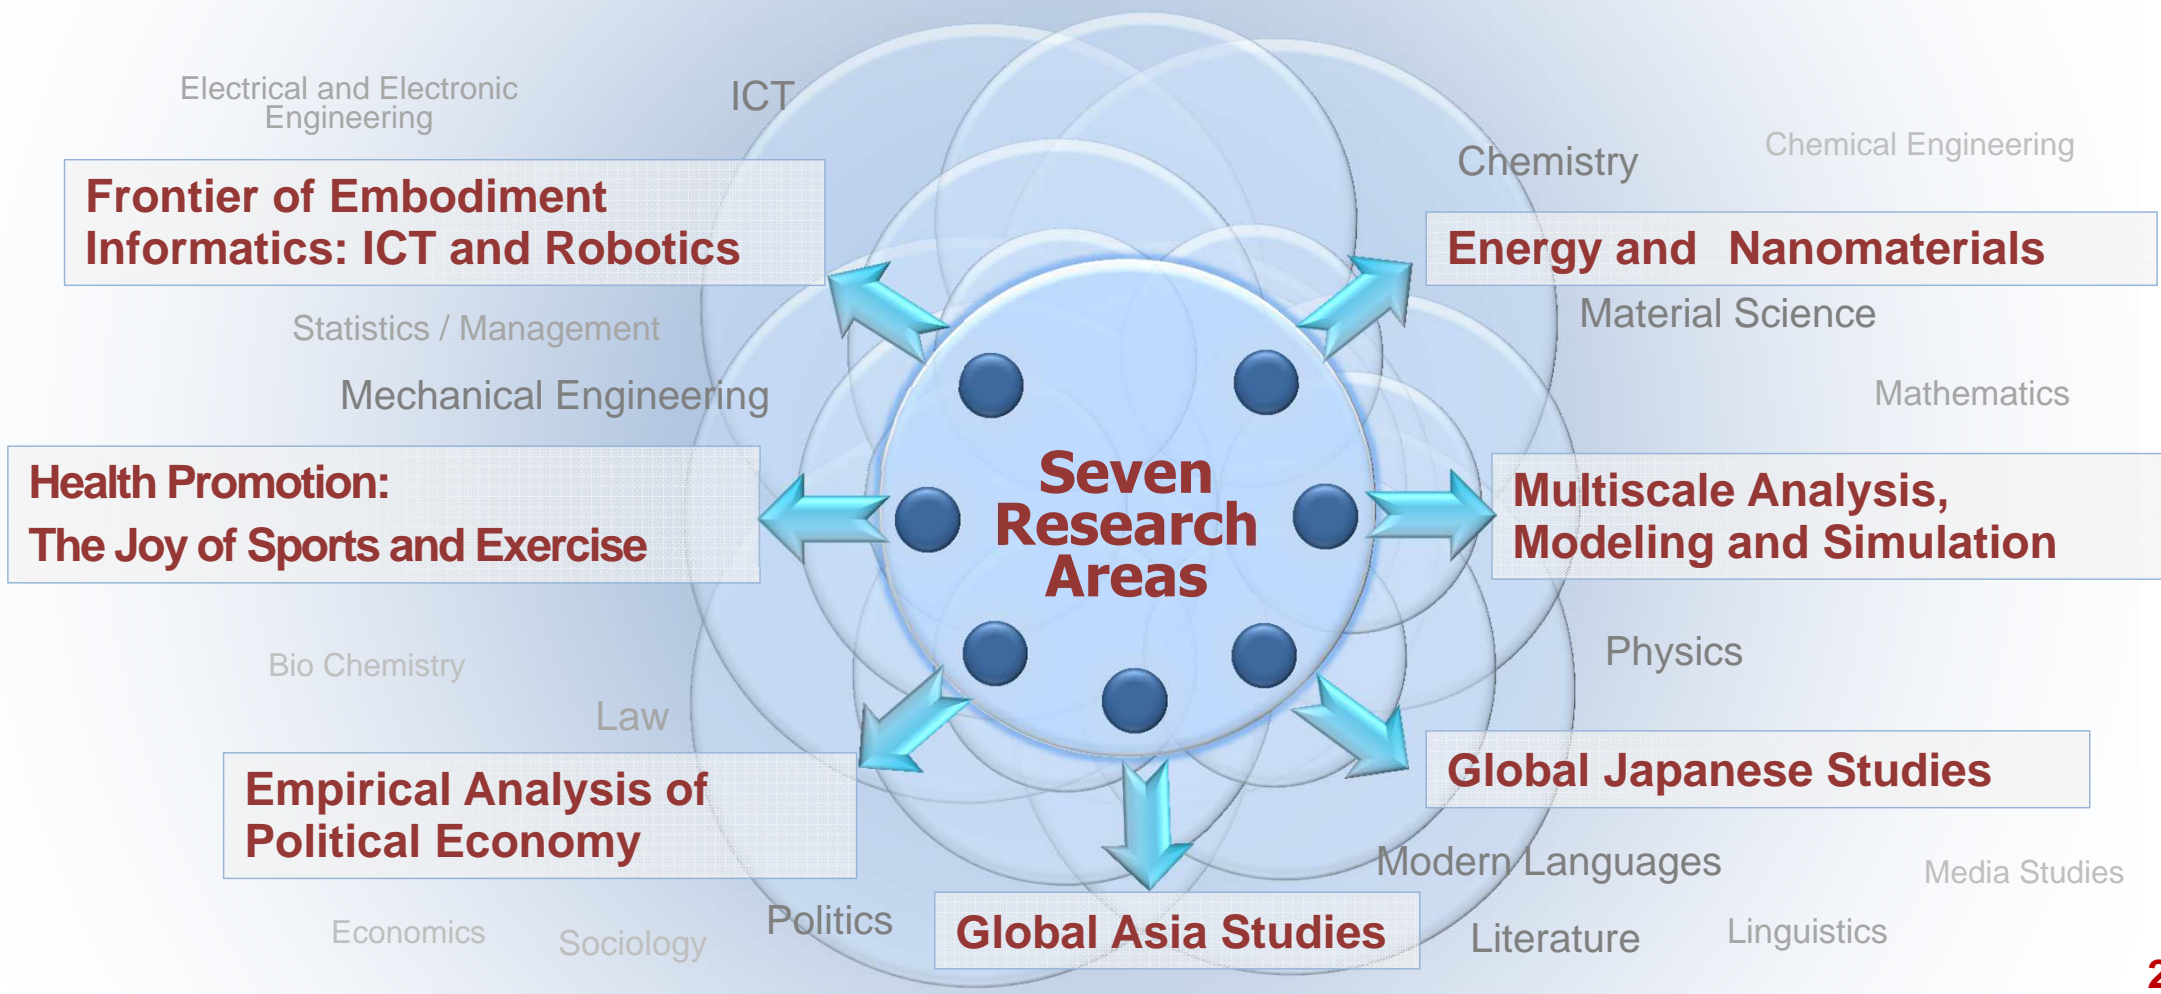 Electrical and Electronic
Engineering
ICT
Chemistry
Chemical Engineering
Frontier of Embodiment
Informatics: ICT and Robotics
Energy and Nanomaterials
Statistics / Management
Material Science
Mechanical Engineering
Mathematics
Health Promotion:
The Joy of Sports and Exercise
Seven
Research
Areas
Multiscale Analysis,
Modeling and Simulation
Bio Chemistry
Physics
Law
Empirical Analysis of
Political Economy
Global Japanese Studies
Modern Languages
Media Studies
Economics
Sociology
Politics
Global Asia Studies
Literature
Linguistics